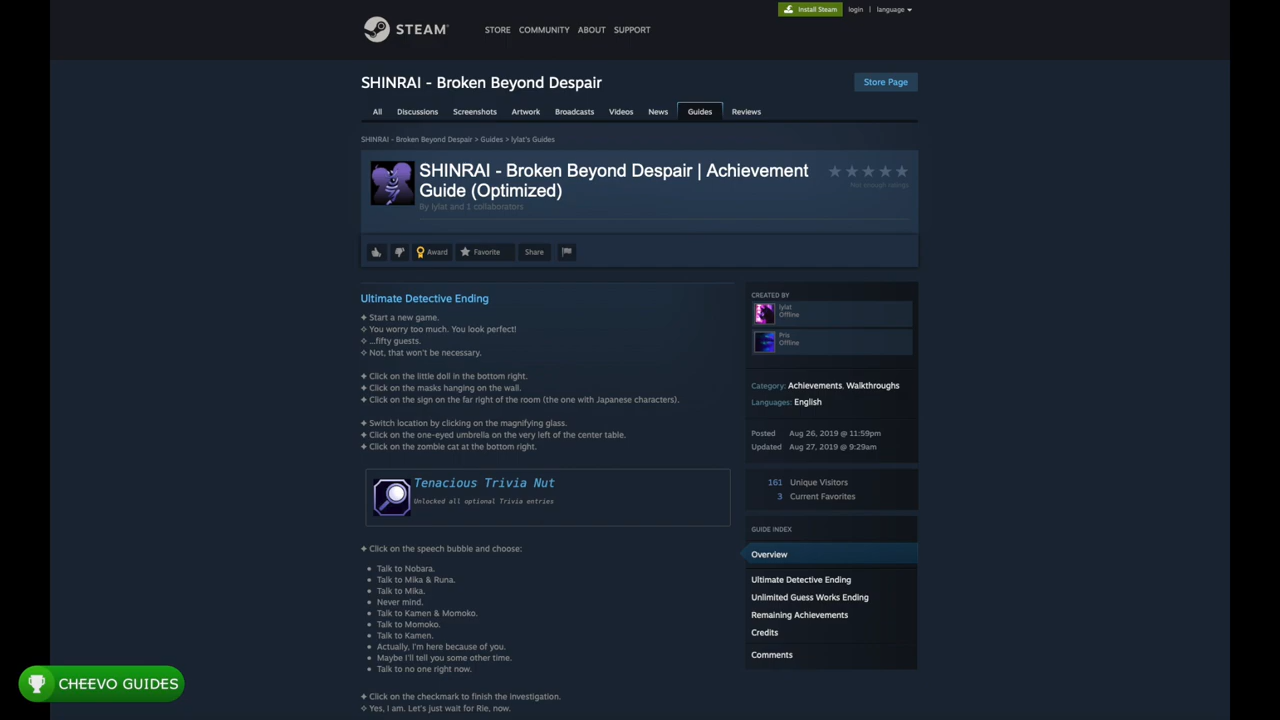 Install Steam login | language
STEAM®
STORE COMMUNITY ABOUT SUPPORT
SHINRAI - Broken Beyond Despair
Store Page
All Discussions Screenshots Artwork Broadcasts Videos News Guides Reviews
SHINRAI - Broken Beyond Despair > Guides > lylat's Guides
SHINRAI - Broken Beyond Despair | Achievement
Guide (Optimized)
Not enough ratings
By lylat and 1 collaborators
Award Favorite Share
Ultimate Detective Ending
✦ Start a new game.
✧ You worry too much. You look perfect!
✧ ...fifty guests.
✧ Not, that won't be necessary.
✦ Click on the little doll in the bottom right.
✦ Click on the masks hanging on the wall.
✦ Click on the sign on the far right of the room (the one with Japanese characters).
✦ Switch location by clicking on the magnifying glass.
✦ Click on the one-eyed umbrella on the very left of the center table.
✦ Click on the zombie cat at the bottom right.
Tenacious Trivia Nut
Unlocked all optional Trivia entries
✦ Click on the speech bubble and choose:
• Talk to Nobara.
• Talk to Mika & Runa.
• Talk to Mika.
• Never mind.
• Talk to Kamen & Momoko.
• Talk to Momoko.
• Talk to Kamen.
• Actually, I'm here because of you.
• Maybe I'll tell you some other time.
• Talk to no one right now.
✦ Click on the checkmark to finish the investigation.
✧ Yes, I am. Let's just wait for Rie, now.
CREATED BY
lylat
Offline
Pris
Offline
Category: Achievements, Walkthroughs
Languages: English
Posted Aug 26, 2019 @ 11:59pm
Updated Aug 27, 2019 @ 9:29am
161 Unique Visitors
3 Current Favorites
GUIDE INDEX
Overview
Ultimate Detective Ending
Unlimited Guess Works Ending
Remaining Achievements
Credits
Comments
CHEEVO GUIDES